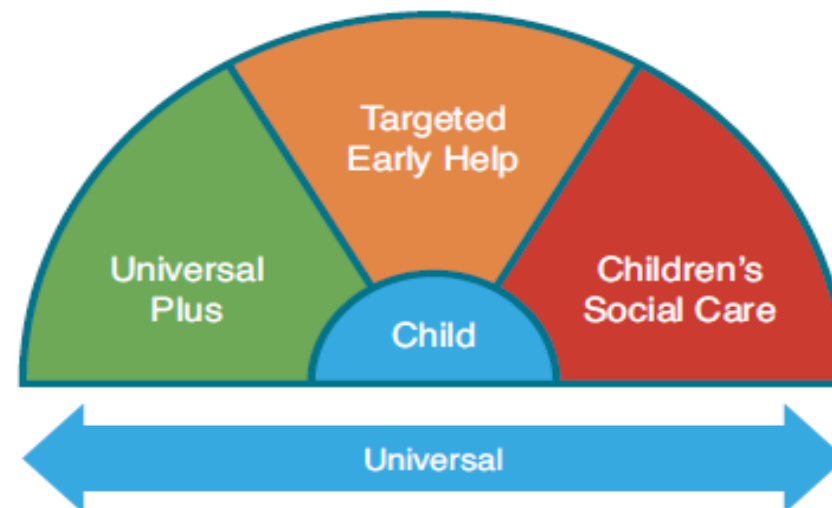 Targeted
Early Help
Universal
Plus
Children’s
Social Care
Child
Universal